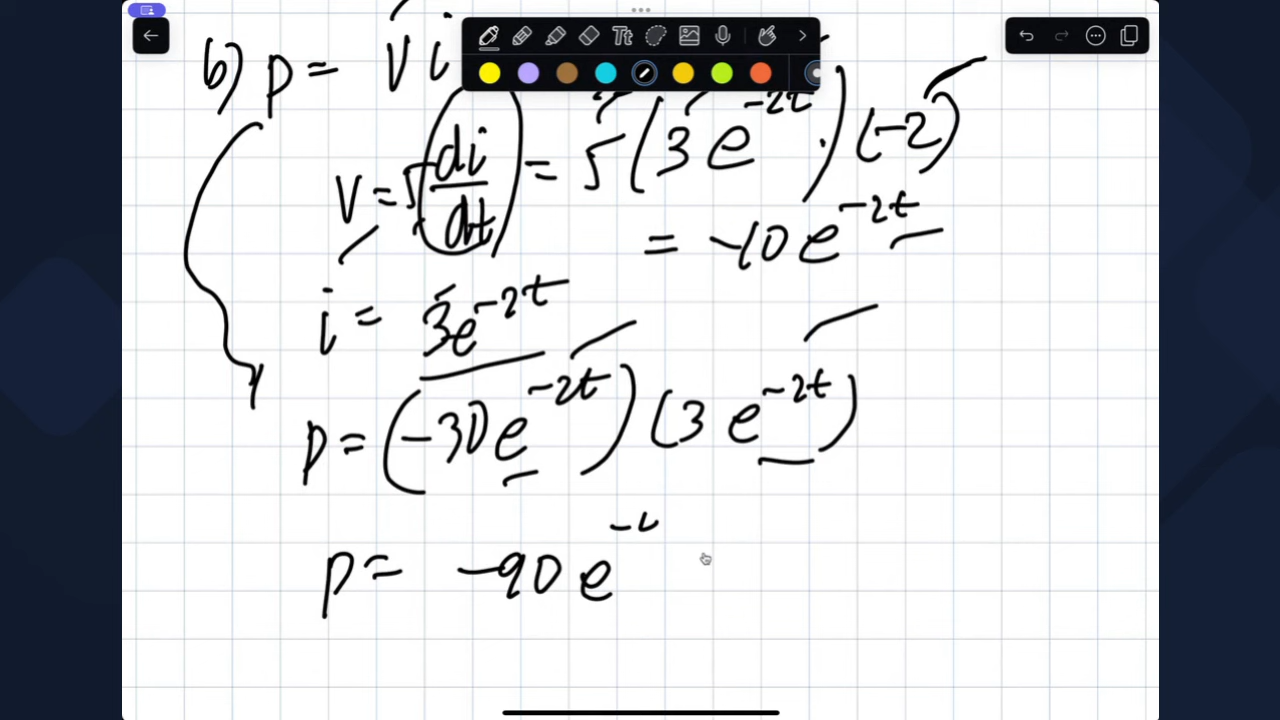 b) p = Vi
V = 5(di/dt) = 5(3e^{-2t})(-2)
= -10e^{-2t}
i = 3e^{-2t}
p = (-30e^{-2t})(3e^{-2t})
p = -90e^{-